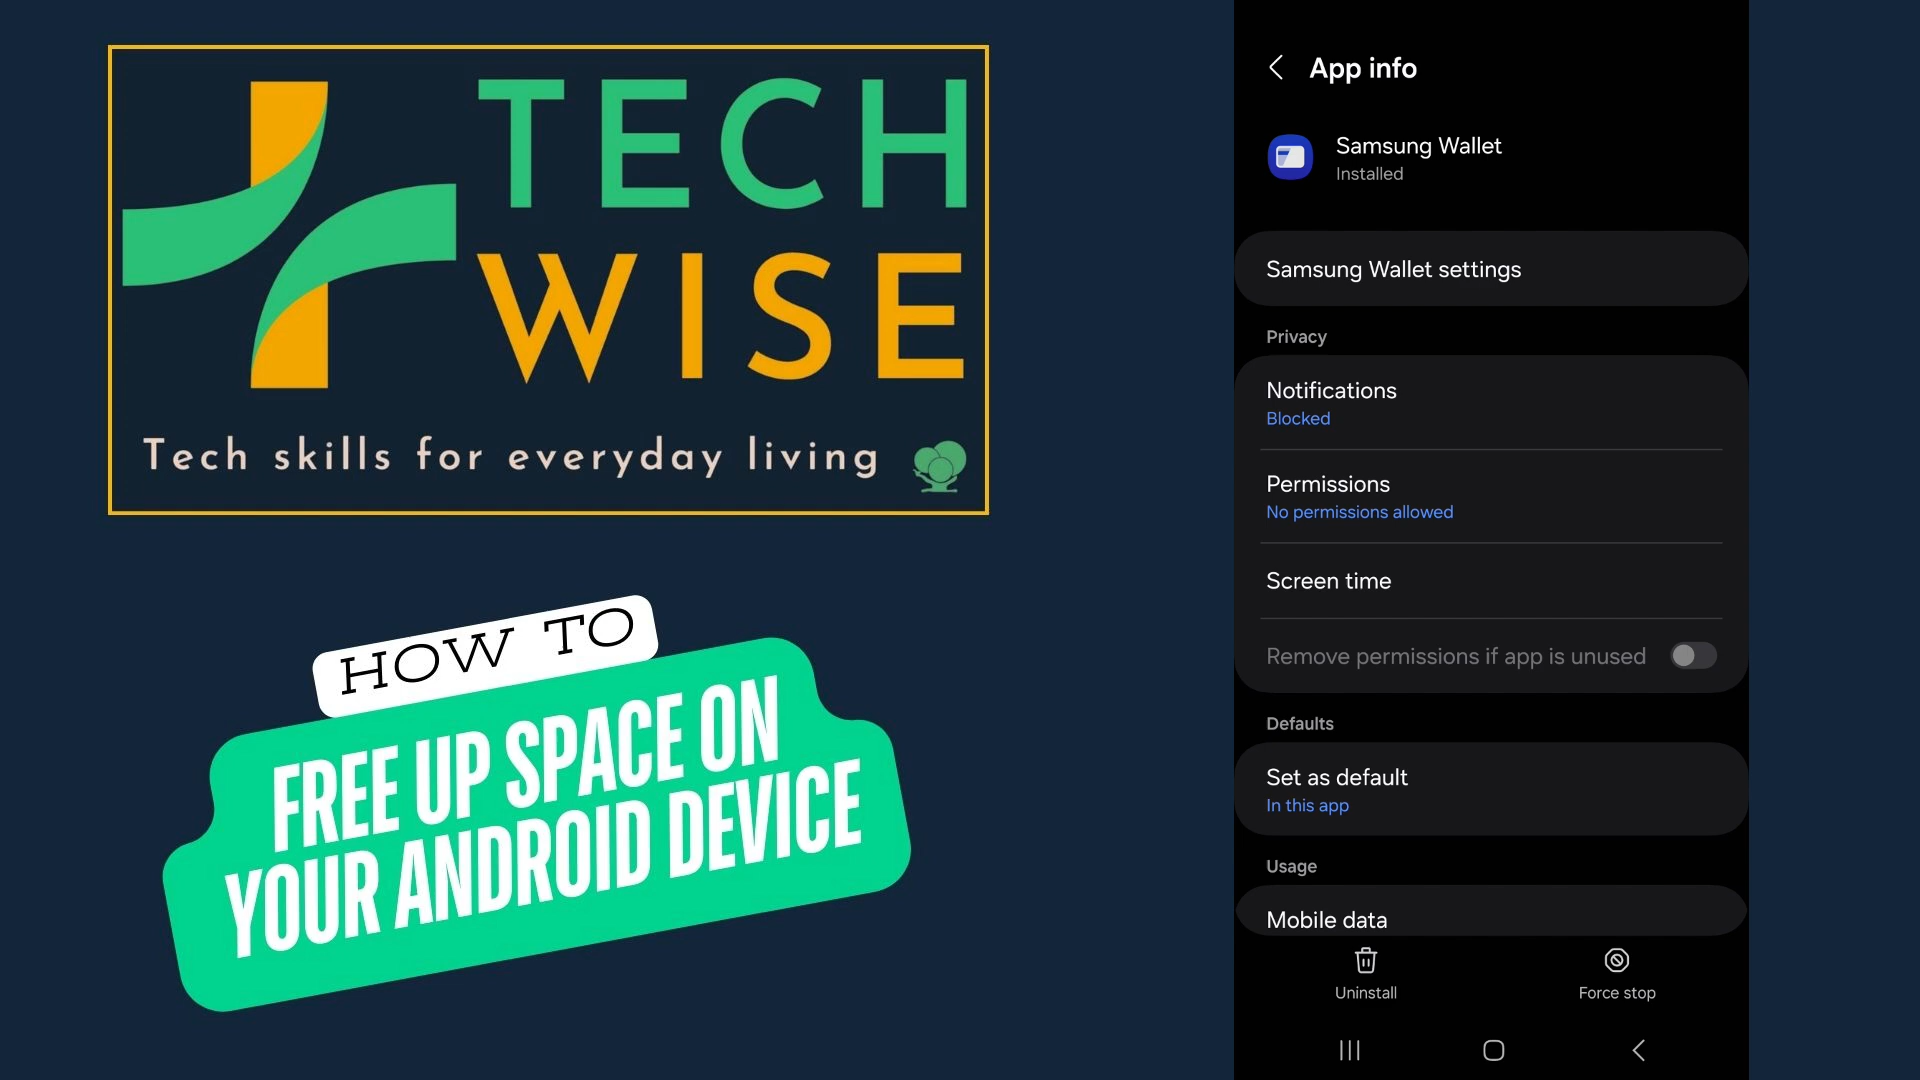 TECH
WISE
Tech skills for everyday living
HOW TO
FREE UP SPACE ON
YOUR ANDROID DEVICE
App info
Samsung Wallet
Installed
Samsung Wallet settings
Privacy
Notifications
Blocked
Permissions
No permissions allowed
Screen time
Remove permissions if app is unused
Defaults
Set as default
In this app
Usage
Mobile data
Uninstall
Force stop